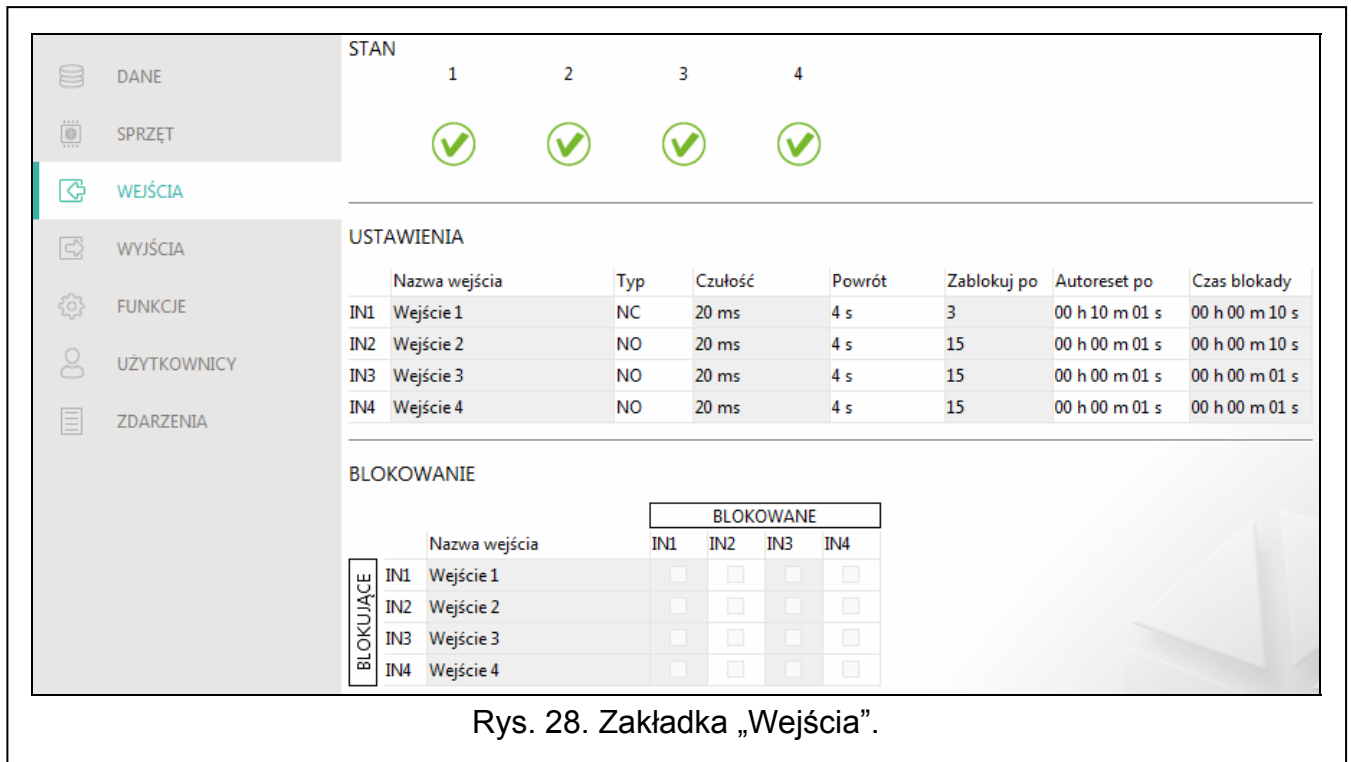 DANE
SPRZĘT
WEJŚCIA
WYJŚCIA
FUNKCJE
UŻYTKOWNICY
ZDARZENIA
STAN
1 2 3 4
USTAWIENIA
Nazwa wejścia Typ Czułość Powrót Zablokuj po Autoreset po Czas blokady
IN1 Wejście 1 NC 20 ms 4 s 3 00 h 10 m 01 s 00 h 00 m 10 s
IN2 Wejście 2 NO 20 ms 4 s 15 00 h 00 m 01 s 00 h 00 m 10 s
IN3 Wejście 3 NO 20 ms 4 s 15 00 h 00 m 01 s 00 h 00 m 01 s
IN4 Wejście 4 NO 20 ms 4 s 15 00 h 00 m 01 s 00 h 00 m 01 s
BLOKOWANIE
BLOKOWANE
Nazwa wejścia IN1 IN2 IN3 IN4
BLOKUJĄCE
IN1 Wejście 1
IN2 Wejście 2
IN3 Wejście 3
IN4 Wejście 4
Rys. 28. Zakładka „Wejścia”.